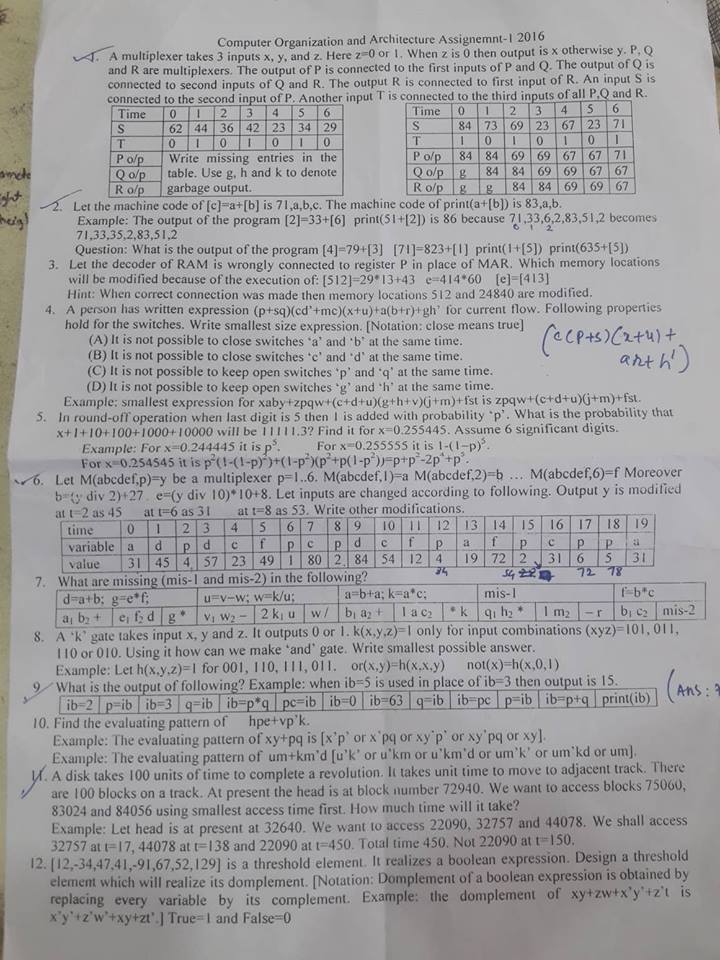 Computer Organization and Architecture Assignemnt-I 2016
1. A multiplexer takes 3 inputs x, y, and z. Here z=0 or 1. When z is 0 then output is x otherwise y. P, Q
and R are multiplexers. The output of P is connected to the first inputs of P and Q. The output of Q is
connected to second inputs of Q and R. The output R is connected to first input of R. An input S is
connected to the second input of P. Another input T is connected to the third inputs of all P,Q and R.
Time 0 1 2 3 4 5 6
S 62 44 36 42 23 34 29
T 0 1 0 1 0 1 0
P o/p Write missing entries in the
Q o/p table. Use g, h and k to denote
R o/p garbage output.
Time 0 1 2 3 4 5 6
S 84 73 69 23 67 23 71
T 1 0 1 0 1 0 1
P o/p 84 84 69 69 67 67 71
Q o/p g 84 84 69 69 67 67
R o/p g g 84 84 69 69 67
2. Let the machine code of [c]=a+[b] is 71,a,b,c. The machine code of print(a+[b]) is 83,a,b.
Example: The output of the program [2]=33+[6] print(51+[2]) is 86 because 71,33,6,2,83,51,2 becomes
0 1 2
71,33,35,2,83,51,2
Question: What is the output of the program [4]=79+[3] [71]=823+[1] print(1+[5]) print(635+[5])
3. Let the decoder of RAM is wrongly connected to register P in place of MAR. Which memory locations
will be modified because of the execution of: [512]=29*13+43 e=414*60 [e]=[413]
Hint: When correct connection was made then memory locations 512 and 24840 are modified.
4. A person has written expression (p+sq)(cd'+mc)(x+u)+a(b+r)+gh' for current flow. Following properties
hold for the switches. Write smallest size expression. [Notation: close means true]
(A) It is not possible to close switches 'a' and 'b' at the same time.
(B) It is not possible to close switches 'c' and 'd' at the same time.
(C) It is not possible to keep open switches 'p' and 'q' at the same time.
(D) It is not possible to keep open switches 'g' and 'h' at the same time.
(c(p+s)(x+u)+
ar+h')
Example: smallest expression for xaby+zpqw+(c+d+u)(g+h+v)(j+m)+fst is zpqw+(c+d+u)(j+m)+fst.
5. In round-off operation when last digit is 5 then 1 is added with probability 'p'. What is the probability that
x+1+10+100+1000+10000 will be 11111.3? Find it for x=0.255445. Assume 6 significant digits.
Example: For x=0.244445 it is p⁵. For x=0.255555 it is 1-(1-p)⁵.
For x=0.254545 it is p²(1-(1-p)²)+(1-p²)(p²+p(1-p²))=p+p²-2p⁴+p⁵.
6. Let M(abcdef,p)=y be a multiplexer p=1..6. M(abcdef,1)=a M(abcdef,2)=b ... M(abcdef,6)=f Moreover
b=(y div 2)+27. e=(y div 10)*10+8. Let inputs are changed according to following. Output y is modified
at t=2 as 45 at t=6 as 31 at t=8 as 53. Write other modifications.
time 0 1 2 3 4 5 6 7 8 9 10 11 12 13 14 15 16 17 18 19
variable a d p d c f p c p d c f p a f p c p p a
value 31 45 4 57 23 49 1 80 2 84 54 12 4 19 72 2 31 6 5 31
84 54 72 78
7. What are missing (mis-1 and mis-2) in the following?
d=a+b; g=e*f; u=v-w; w=k/u; a=b+a; k=a*c; mis-1 f=b*c
a₁ b₂ + e₁ f₂ d g * v₁ w₂ – 2 k₁ u w / b₁ a₂ + 1 a c₂ * k q₁ h₂ * 1 m₂ – r b₁ c₂ mis-2
8. A 'k' gate takes input x, y and z. It outputs 0 or 1. k(x,y,z)=1 only for input combinations (xyz)=101, 011,
110 or 010. Using it how can we make 'and' gate. Write smallest possible answer.
Example: Let h(x,y,z)=1 for 001, 110, 111, 011. or(x,y)=h(x,x,y) not(x)=h(x,0,1)
9. What is the output of following? Example: when ib=5 is used in place of ib=3 then output is 15.
(Ans:
ib=2 p=ib ib=3 q=ib ib=p*q pc=ib ib=0 ib=63 q=ib ib=pc p=ib ib=p+q print(ib)
10. Find the evaluating pattern of hpe+vp'k.
Example: The evaluating pattern of xy+pq is [x'p' or x'pq or xy'p' or xy'pq or xy].
Example: The evaluating pattern of um+km'd [u'k' or u'km or u'km'd or um'k' or um'kd or um].
11. A disk takes 100 units of time to complete a revolution. It takes unit time to move to adjacent track. There
are 100 blocks on a track. At present the head is at block number 72940. We want to access blocks 75060,
83024 and 84056 using smallest access time first. How much time will it take?
Example: Let head is at present at 32640. We want to access 22090, 32757 and 44078. We shall access
32757 at t=17, 44078 at t=138 and 22090 at t=450. Total time 450. Not 22090 at t=150.
12. [12,-34,47,41,-91,67,52,129] is a threshold element. It realizes a boolean expression. Design a threshold
element which will realize its domplement. [Notation: Domplement of a boolean expression is obtained by
replacing every variable by its complement. Example: the domplement of xy+zw+x'y'+z't is
x'y'+z'w'+xy+zt'.] True=1 and False=0